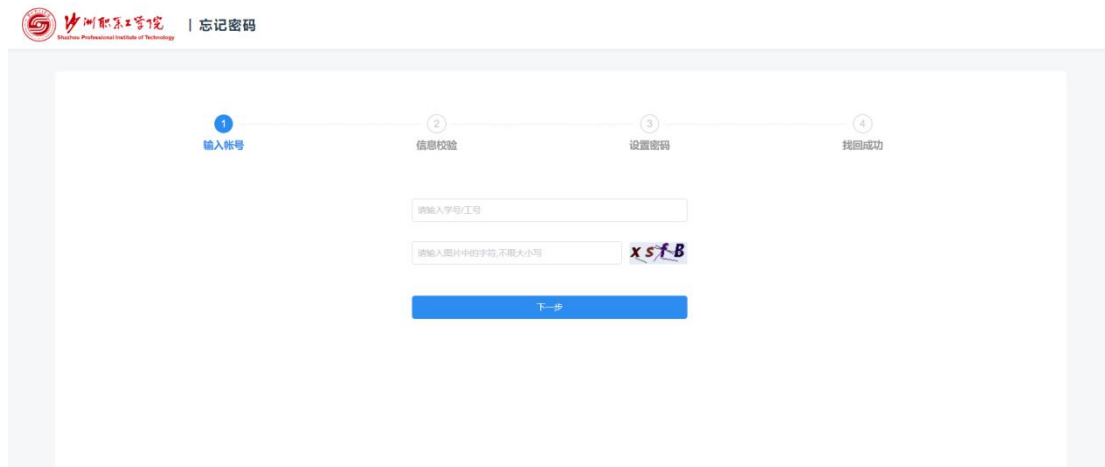 沙洲职业工学院
Shazhou Professional Institute of Technology
| 忘记密码
1
2
3
4
输入帐号
信息校验
设置密码
找回成功
请输入学号/工号
请输入图片中的字符,不限大小写
xsfB
下一步